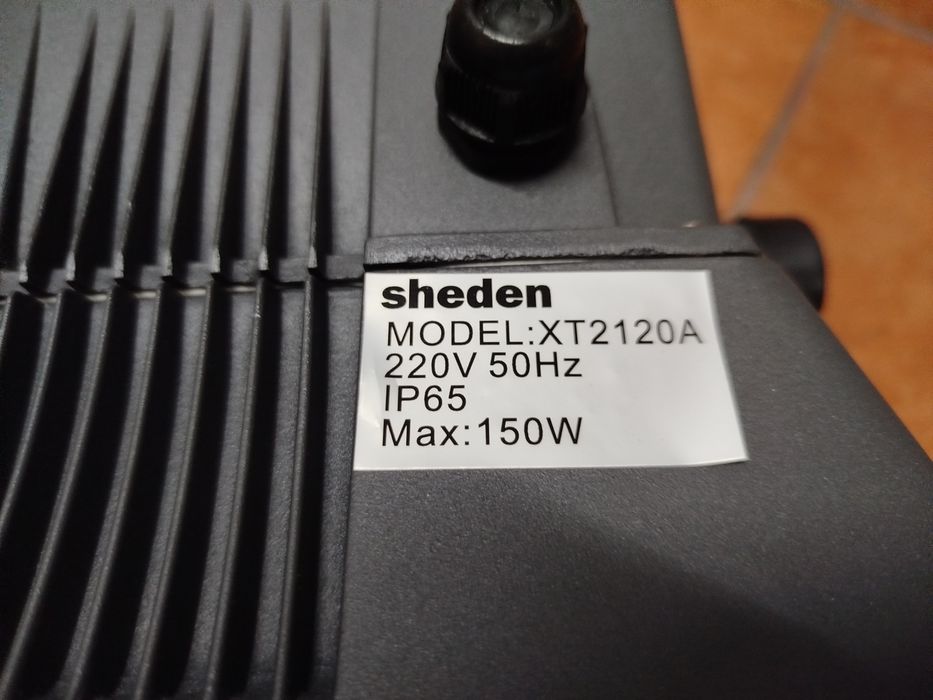 sheden
MODEL:XT2120A
220V 50Hz
IP65
Max:150W